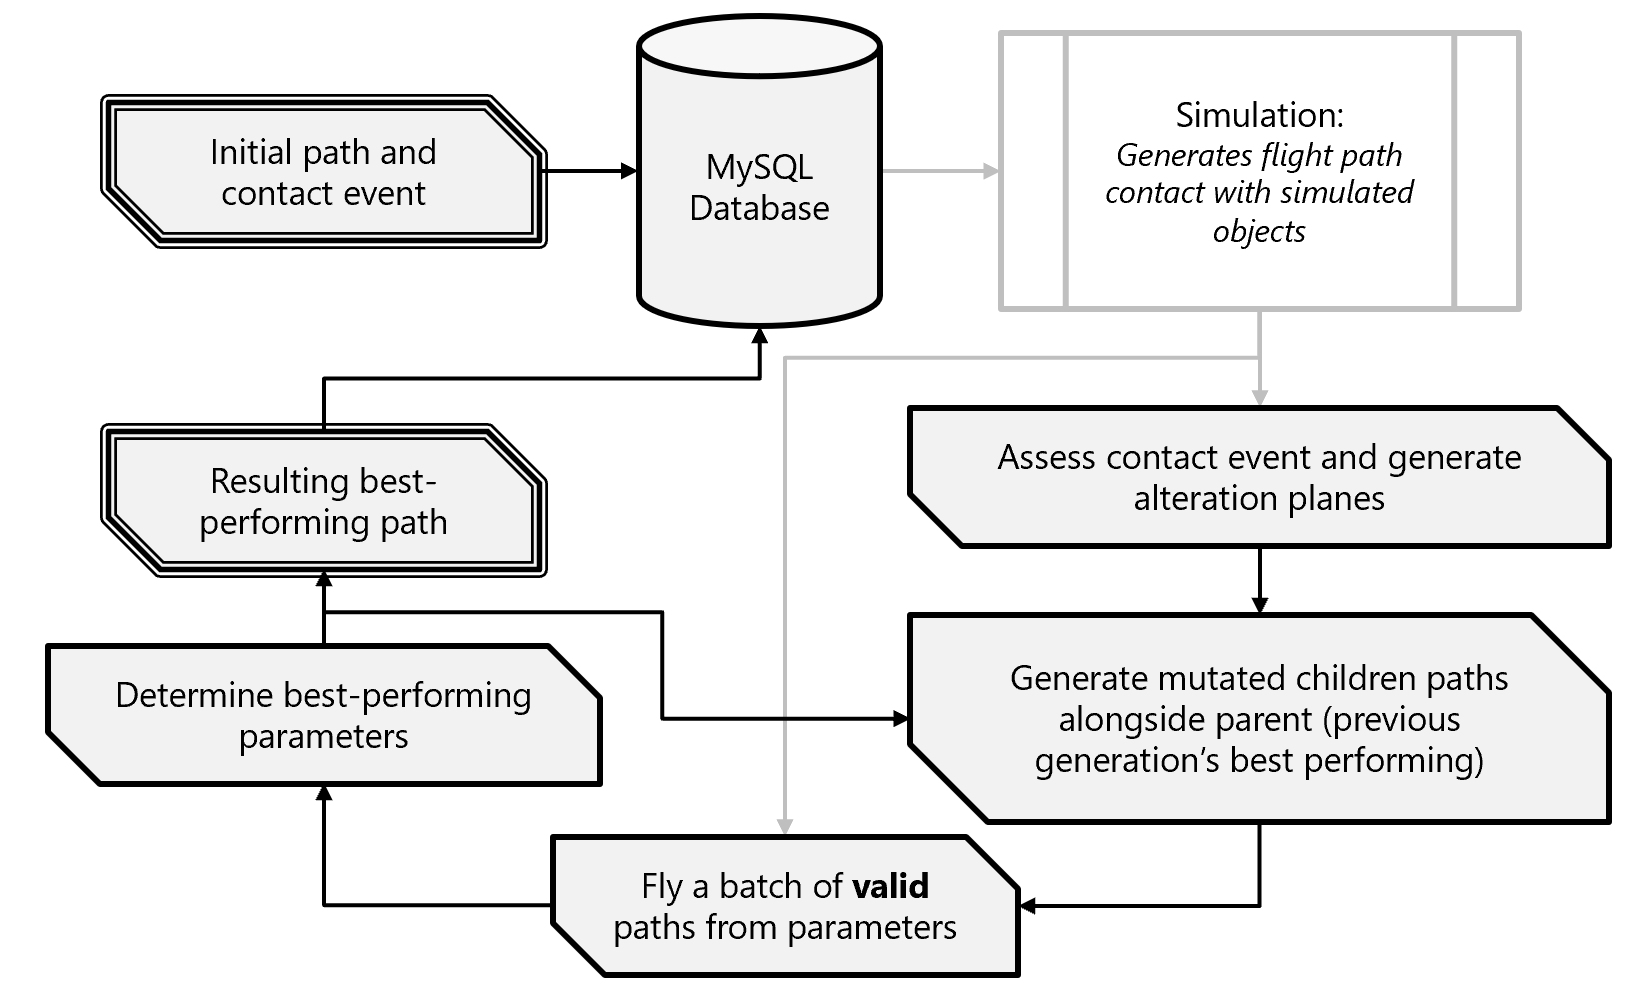 Initial path and
contact event
MySQL
Database
Simulation:
Generates flight path
contact with simulated
objects
Resulting best-
performing path
Assess contact event and generate
alteration planes
Determine best-performing
parameters
Generate mutated children paths
alongside parent (previous
generation’s best performing)
Fly a batch of valid
paths from parameters